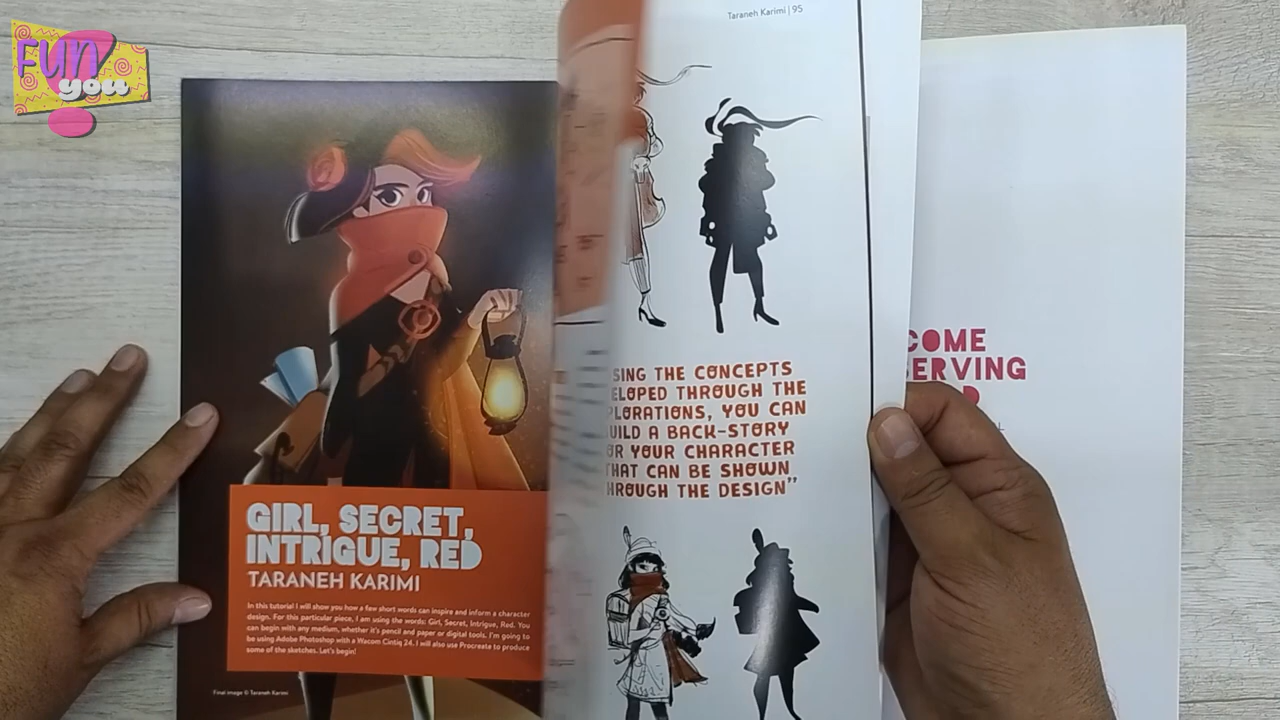 FUN
you
GIRL, SECRET,
INTRIGUE, RED
TARANEH KARIMI
In this tutorial I will show you how a few short words can inspire and inform a character
design. For this particular piece, I am using the words: Girl, Secret, Intrigue, Red. You
can begin with any medium, whether it's pencil and paper or digital tools. I'm going to
be using Adobe Photoshop with a Wacom Cintiq 24. I will also use Procreate to produce
some of the sketches. Let's begin!
Final image © Taraneh Karimi
Taraneh Karimi | 95
SING THE CONCEPTS
ELOPED THROUGH THE
PLORATIONS, YOU CAN
UILD A BACK-STORY
OR YOUR CHARACTER
HAT CAN BE SHOWN
HROUGH THE DESIGN”
COME
SERVING